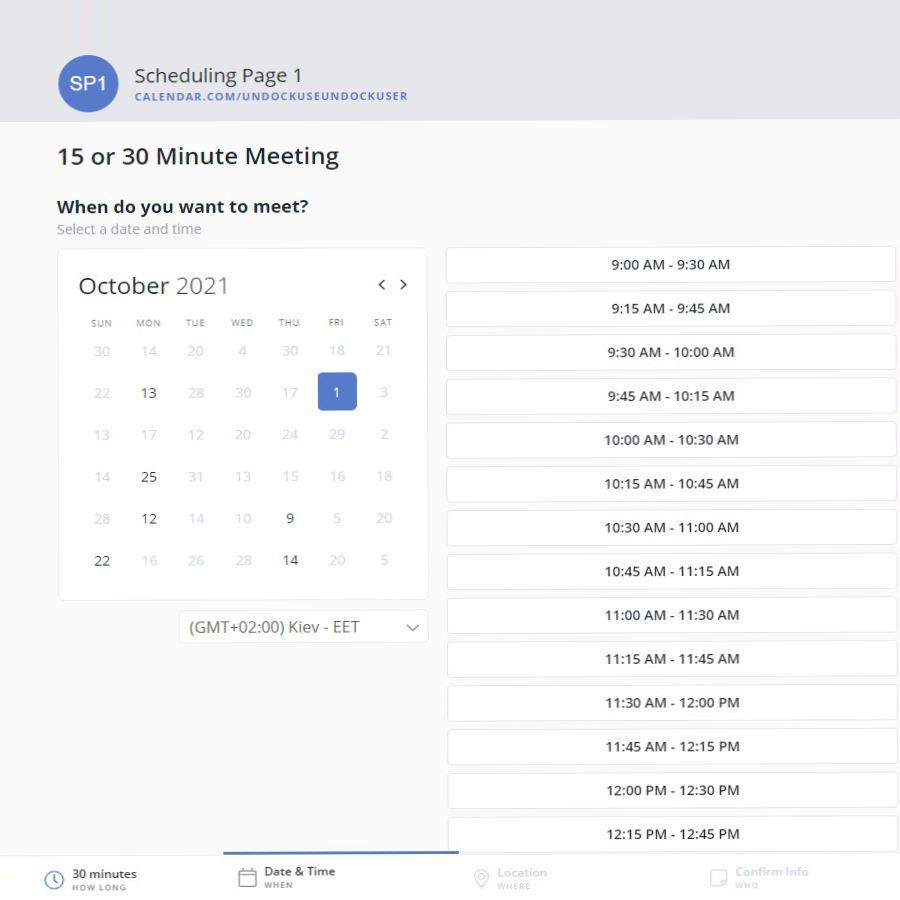 SP1
Scheduling Page 1
CALENDAR.COM/UNDOCKUSEUNDOCKUSER
15 or 30 Minute Meeting
When do you want to meet?
Select a date and time
October 2021
SUN MON TUE WED THU FRI SAT
30 14 20 4 30 18 21
22 13 28 30 17 1 3
13 17 12 20 24 29 2
14 25 31 13 15 16 18
28 12 14 10 9 5 20
22 16 26 28 14 20 5
(GMT+02:00) Kiev - EET
9:00 AM - 9:30 AM
9:15 AM - 9:45 AM
9:30 AM - 10:00 AM
9:45 AM - 10:15 AM
10:00 AM - 10:30 AM
10:15 AM - 10:45 AM
10:30 AM - 11:00 AM
10:45 AM - 11:15 AM
11:00 AM - 11:30 AM
11:15 AM - 11:45 AM
11:30 AM - 12:00 PM
11:45 AM - 12:15 PM
12:00 PM - 12:30 PM
12:15 PM - 12:45 PM
30 minutes
HOW LONG
Date & Time
WHEN
Location
WHERE
Confirm Info
WHO